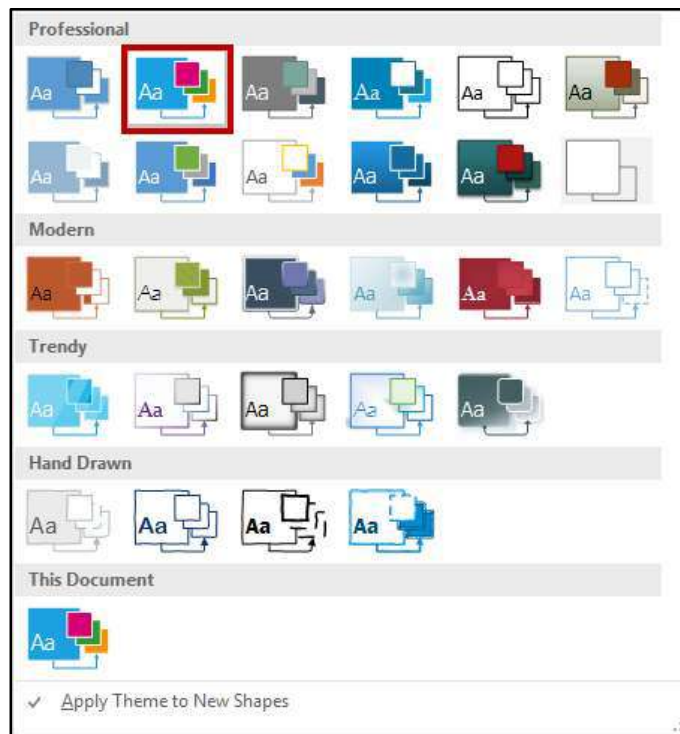 Professional
Aa Aa Aa Aa Aa Aa
Aa Aa Aa Aa Aa
Modern
Aa Aa Aa Aa Aa Aa
Trendy
Aa Aa Aa Aa Aa
Hand Drawn
Aa Aa Aa Aa
This Document
Aa
Apply Theme to New Shapes